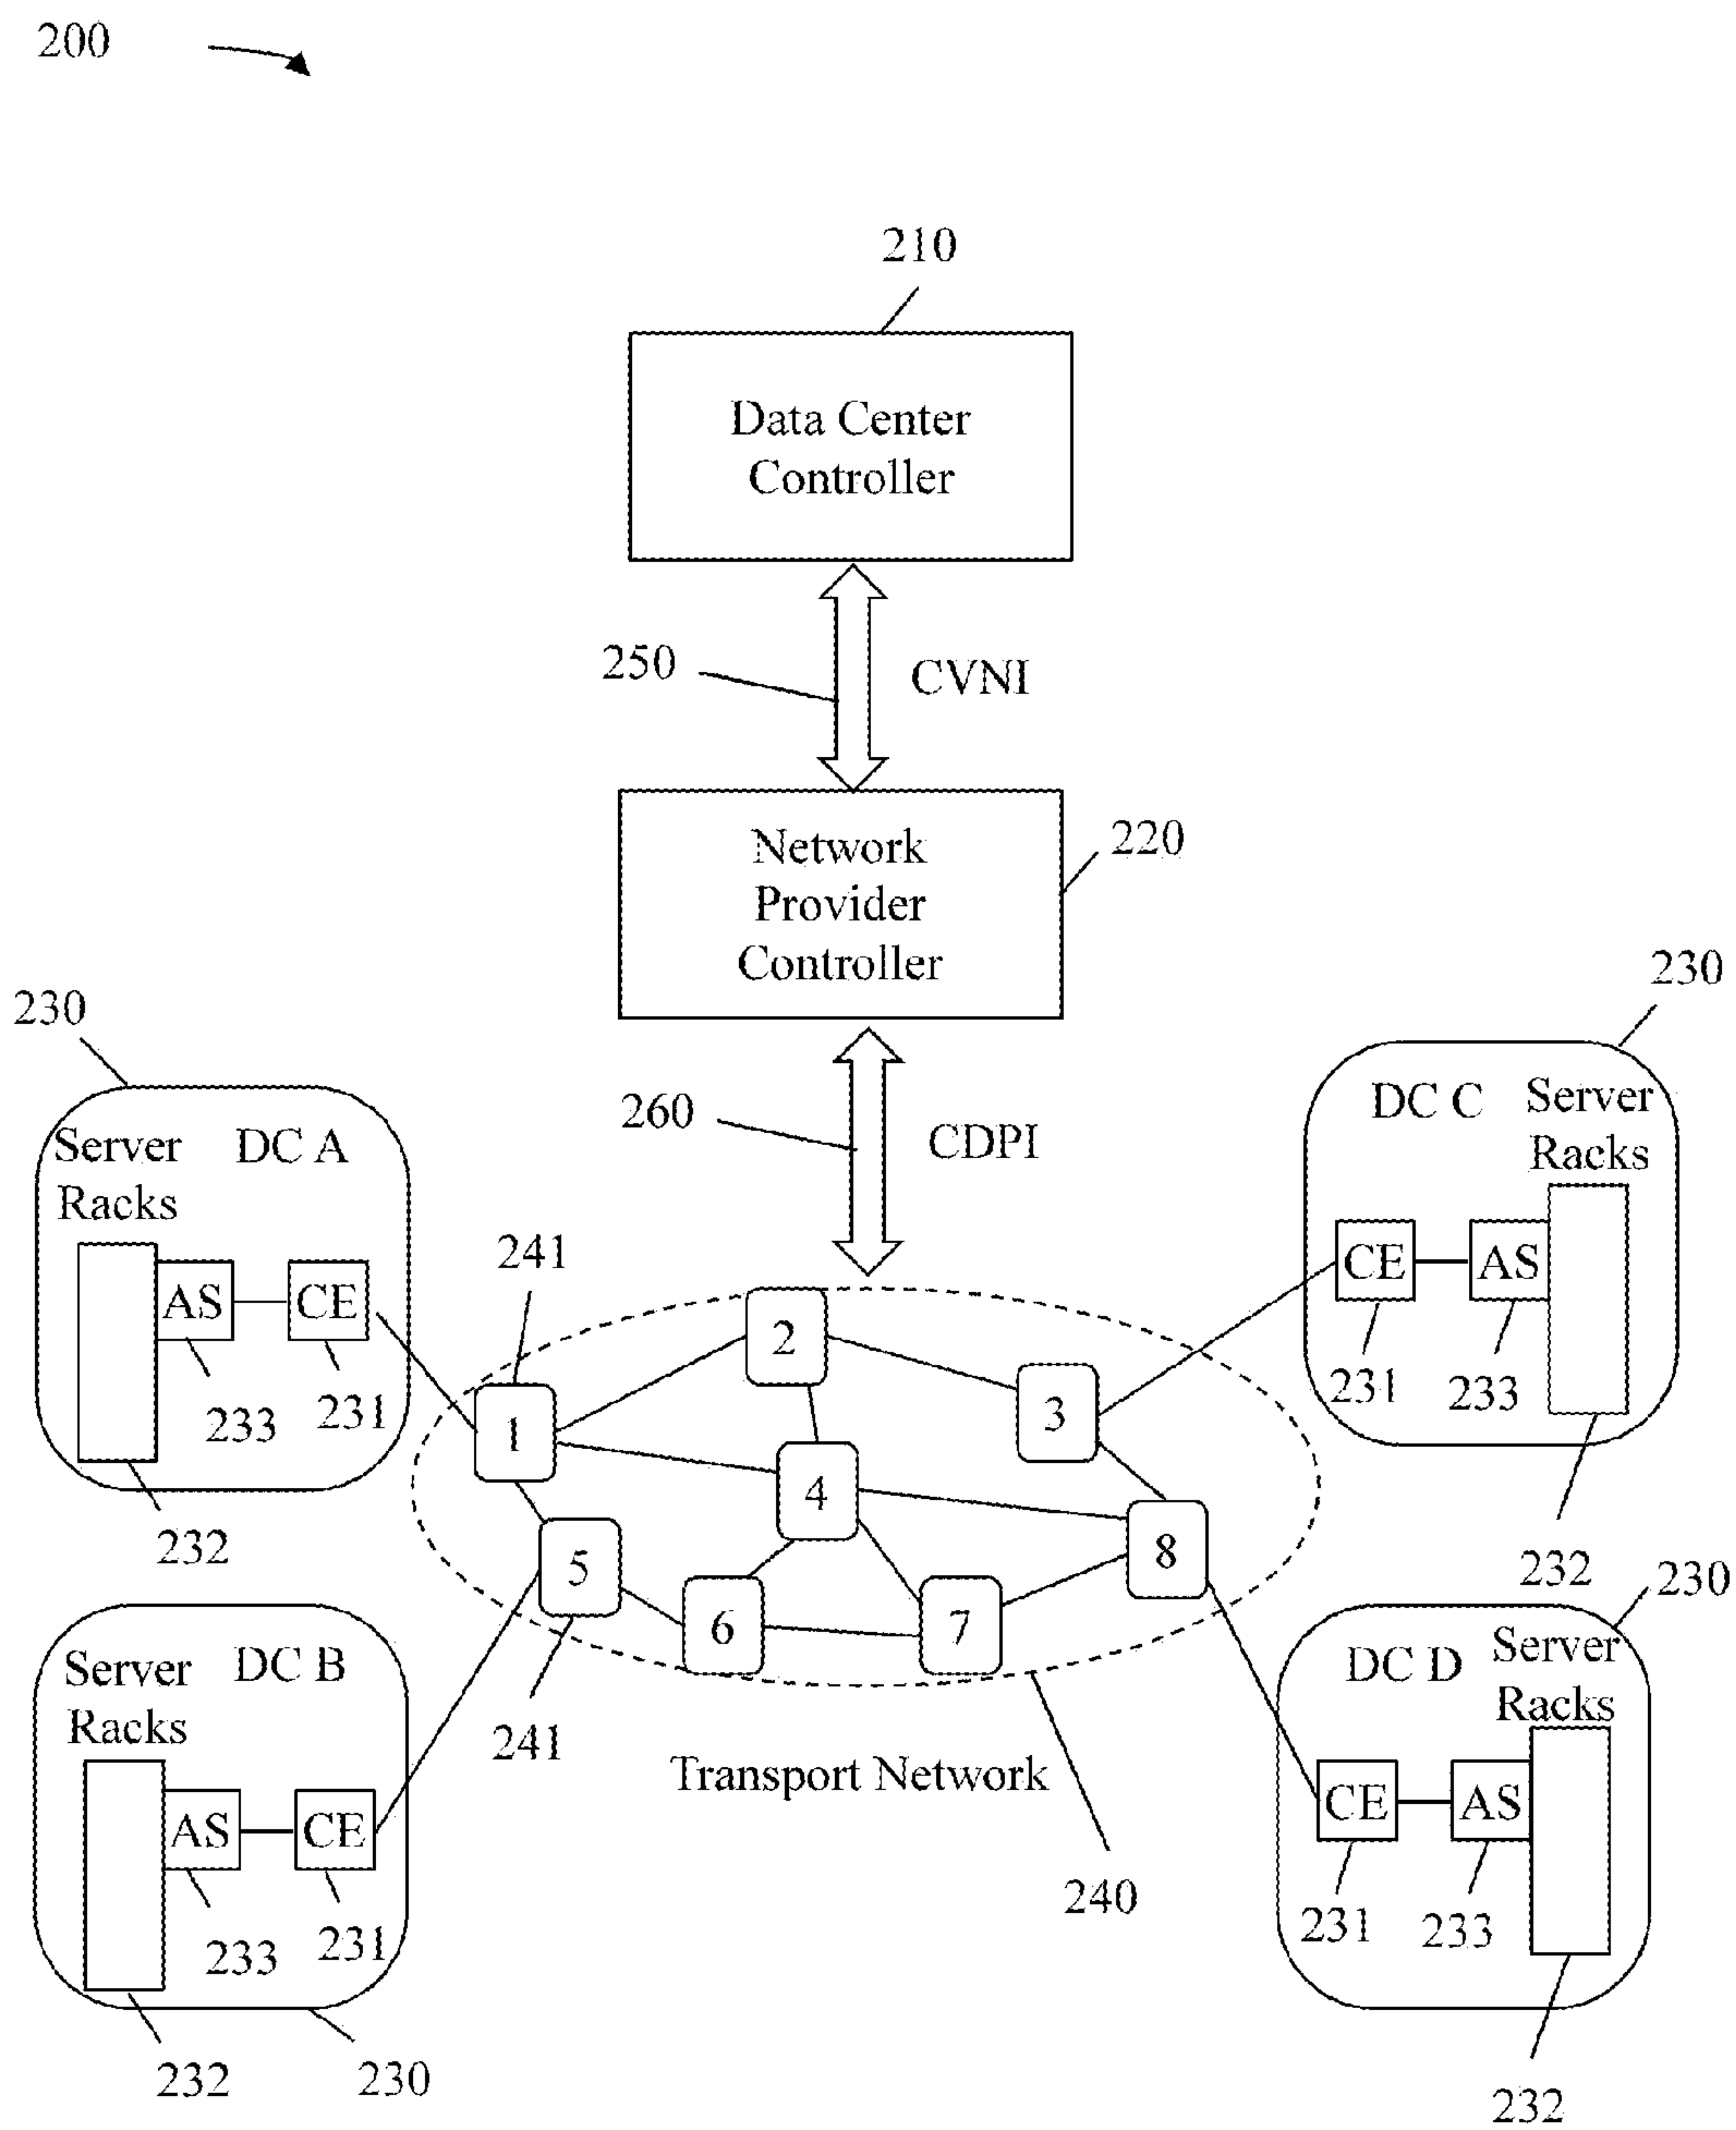 200
210
Data Center
Controller
250
CVNI
Network
Provider
Controller
220
230
230
260
CDPI
DC A
Server
Racks
AS
CE
233
231
232
DC C
Server
Racks
CE
AS
231
233
232
241
2
1
3
4
5
8
6
7
241
Transport Network
240
DC B
Server
Racks
AS
CE
233
231
232
230
230
DC D
Server
Racks
CE
AS
231
233
232